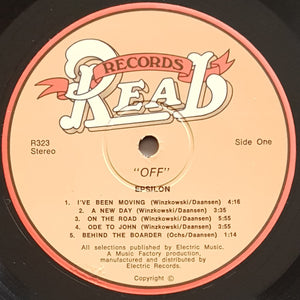 RECORDS
REAL
R323
Stereo
Side One
"OFF"
EPSILON
1. I'VE BEEN MOVING (Winzkowski/Daansen) 4:16
2. A NEW DAY (Winzkowski/Daansen) 3:35
3. ON THE ROAD (Winzkowski/Daansen) 5:55
4. ODE TO JOHN (Winzkowski/Daansen) 4:40
5. BEHIND THE BOARDER (Ochs/Daansen) 1:14
All selections published by Electric Music.
A Music Factory production,
manufactured and distributed by
Electric Records.
Copyright ©